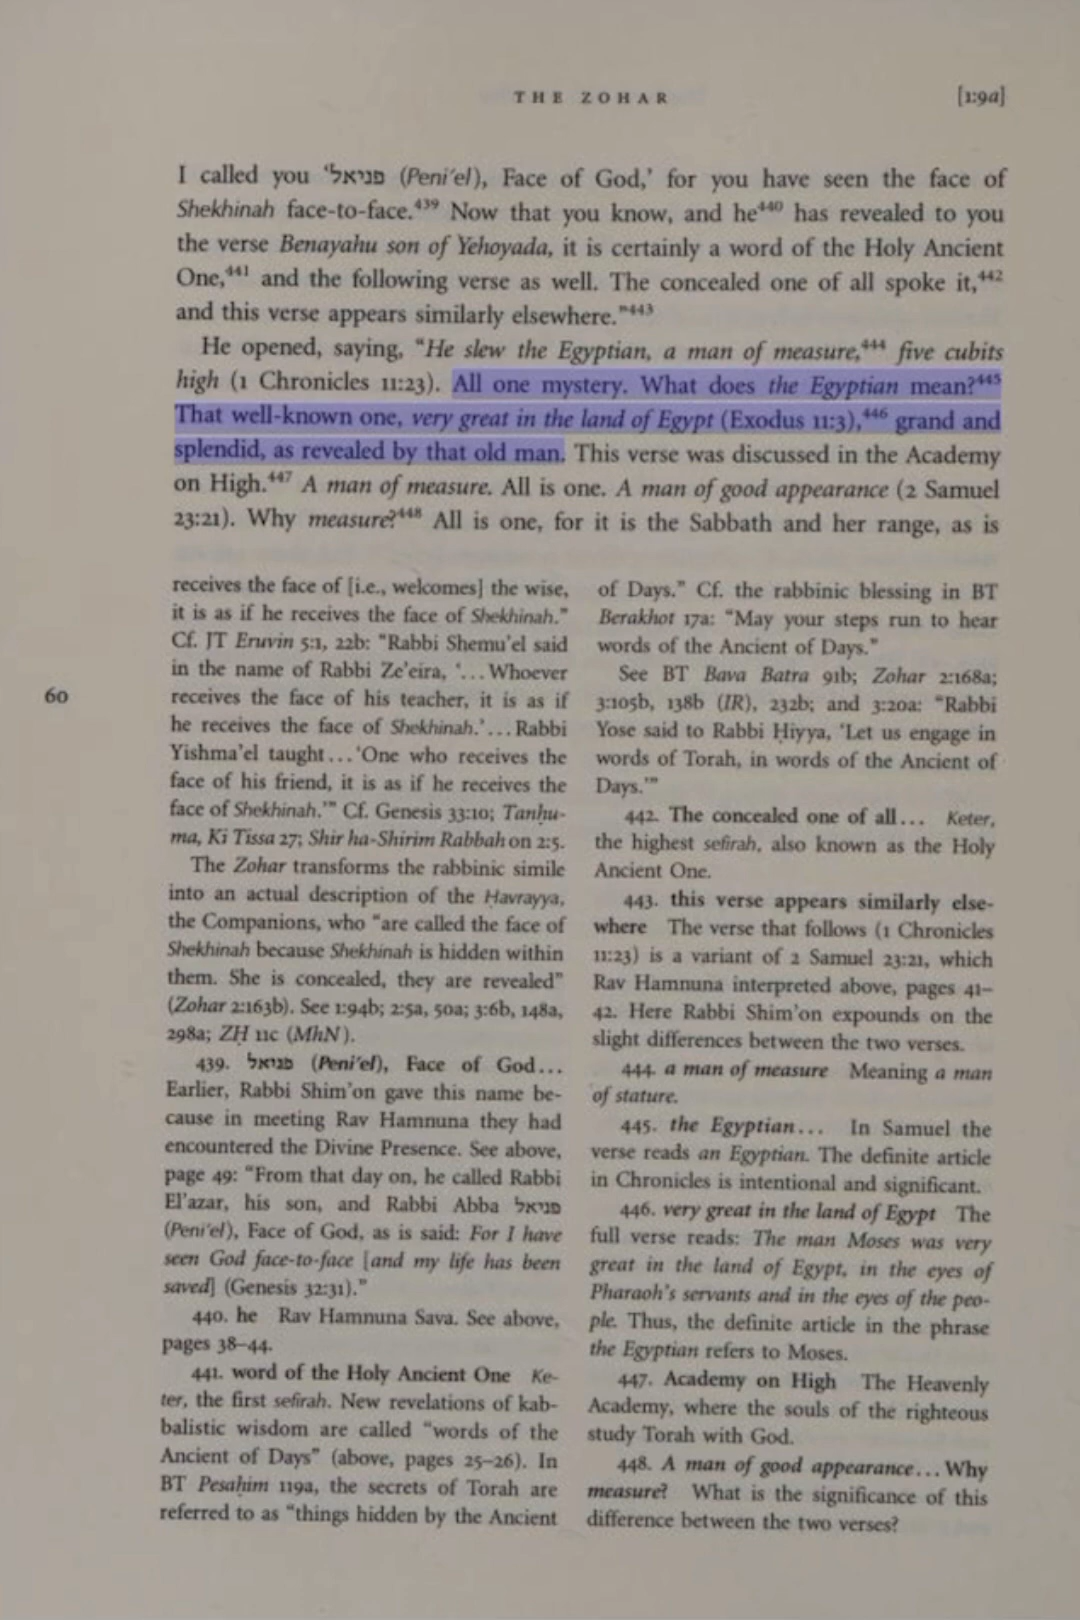 THE ZOHAR
[1:9a]
I called you 'פניאל (Peni'el), Face of God,' for you have seen the face of
Shekhinah face-to-face.⁴³⁹ Now that you know, and he⁴⁴⁰ has revealed to you
the verse Benayahu son of Yehoyada, it is certainly a word of the Holy Ancient
One,⁴⁴¹ and the following verse as well. The concealed one of all spoke it,⁴⁴²
and this verse appears similarly elsewhere."⁴⁴³
He opened, saying, "He slew the Egyptian, a man of measure,⁴⁴⁴ five cubits
high (1 Chronicles 11:23). All one mystery. What does the Egyptian mean?⁴⁴⁵
That well-known one, very great in the land of Egypt (Exodus 11:3),⁴⁴⁶ grand and
splendid, as revealed by that old man. This verse was discussed in the Academy
on High.⁴⁴⁷ A man of measure. All is one. A man of good appearance (2 Samuel
23:21). Why measure?⁴⁴⁸ All is one, for it is the Sabbath and her range, as is
receives the face of [i.e., welcomes] the wise,
it is as if he receives the face of Shekhinah."
Cf. JT Eruvin 5:1, 22b: "Rabbi Shemu'el said
in the name of Rabbi Ze'eira, '... Whoever
receives the face of his teacher, it is as if
he receives the face of Shekhinah.'... Rabbi
Yishma'el taught... 'One who receives the
face of his friend, it is as if he receives the
face of Shekhinah.'" Cf. Genesis 33:10; Tanḥu-
ma, Ki Tissa 27; Shir ha-Shirim Rabbah on 2:5.
The Zohar transforms the rabbinic simile
into an actual description of the Ḥavrayya,
the Companions, who "are called the face of
Shekhinah because Shekhinah is hidden within
them. She is concealed, they are revealed"
(Zohar 2:163b). See 1:94b; 2:5a, 50a; 3:6b, 148a,
298a; ZḤ 11c (MhN).
439. פניאל (Peni'el), Face of God...
Earlier, Rabbi Shim'on gave this name be-
cause in meeting Rav Hamnuna they had
encountered the Divine Presence. See above,
page 49: "From that day on, he called Rabbi
El'azar, his son, and Rabbi Abba פניאל
(Peni'el), Face of God, as is said: For I have
seen God face-to-face [and my life has been
saved] (Genesis 32:31)."
440. he Rav Hamnuna Sava. See above,
pages 38–44.
441. word of the Holy Ancient One Ke-
ter, the first sefirah. New revelations of kab-
balistic wisdom are called "words of the
Ancient of Days" (above, pages 25–26). In
BT Pesaḥim 119a, the secrets of Torah are
referred to as "things hidden by the Ancient
of Days." Cf. the rabbinic blessing in BT
Berakhot 17a: "May your steps run to hear
words of the Ancient of Days."
See BT Bava Batra 91b; Zohar 2:168a;
3:105b, 138b (IR), 232b; and 3:20a: "Rabbi
Yose said to Rabbi Ḥiyya, 'Let us engage in
words of Torah, in words of the Ancient of
Days.'"
442. The concealed one of all... Keter,
the highest sefirah, also known as the Holy
Ancient One.
443. this verse appears similarly else-
where The verse that follows (1 Chronicles
11:23) is a variant of 2 Samuel 23:21, which
Rav Hamnuna interpreted above, pages 41–
42. Here Rabbi Shim'on expounds on the
slight differences between the two verses.
444. a man of measure Meaning a man
of stature.
445. the Egyptian... In Samuel the
verse reads an Egyptian. The definite article
in Chronicles is intentional and significant.
446. very great in the land of Egypt The
full verse reads: The man Moses was very
great in the land of Egypt, in the eyes of
Pharaoh's servants and in the eyes of the peo-
ple. Thus, the definite article in the phrase
the Egyptian refers to Moses.
447. Academy on High The Heavenly
Academy, where the souls of the righteous
study Torah with God.
448. A man of good appearance... Why
measure? What is the significance of this
difference between the two verses?
60